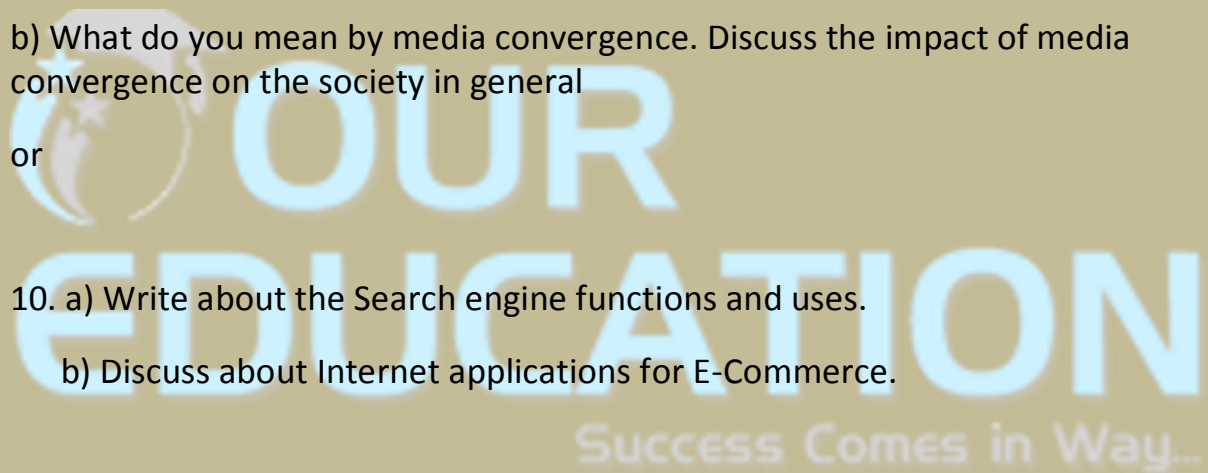 b) What do you mean by media convergence. Discuss the impact of media
convergence on the society in general
or
OUR
10. a) Write about the Search engine functions and uses.
EDUCATION
b) Discuss about Internet applications for E-Commerce.
Success Comes in Way...